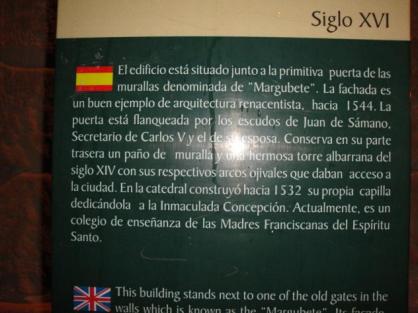 Siglo XVI
El edificio está situado junto a la primitiva puerta de las
murallas denominada de "Margubete". La fachada es
un buen ejemplo de arquitectura renacentista, hacia 1544. La
puerta está flanqueada por los escudos de Juan de Sámano,
Secretario de Carlos V y el de su esposa. Conserva en su parte
trasera un paño de muralla y una hermosa torre albarrana del
siglo XIV con sus respectivos arcos ojivales que daban acceso a
la ciudad. En la catedral construyó hacia 1532 su propia capilla
dedicándola a la Inmaculada Concepción. Actualmente, es un
colegio de enseñanza de las Madres Franciscanas del Espíritu
Santo.
This building stands next to one of the old gates in the
walls which is known as the "Margubete". Its facade